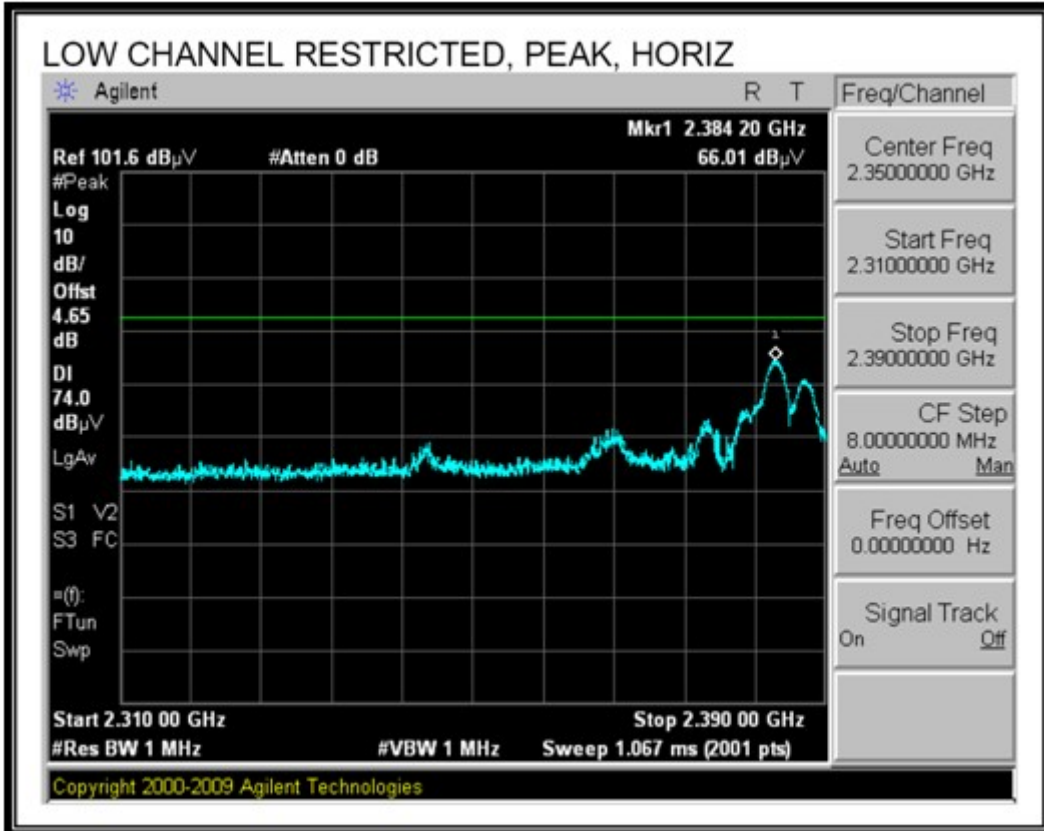 LOW CHANNEL RESTRICTED, PEAK, HORIZ
Agilent R T
Freq/Channel
Mkr1 2.384 20 GHz
Ref 101.6 dBµV #Atten 0 dB 66.01 dBµV
#Peak
Log
10
dB/
Offst
4.65
dB
DI
74.0
dBµV
LgAv
S1 V2
S3 FC
¤(f):
FTun
Swp
1
Start 2.310 00 GHz Stop 2.390 00 GHz
#Res BW 1 MHz #VBW 1 MHz Sweep 1.067 ms (2001 pts)
Copyright 2000-2009 Agilent Technologies
Center Freq
2.35000000 GHz
Start Freq
2.31000000 GHz
Stop Freq
2.39000000 GHz
CF Step
8.00000000 MHz
Auto Man
Freq Offset
0.00000000 Hz
Signal Track
On Off